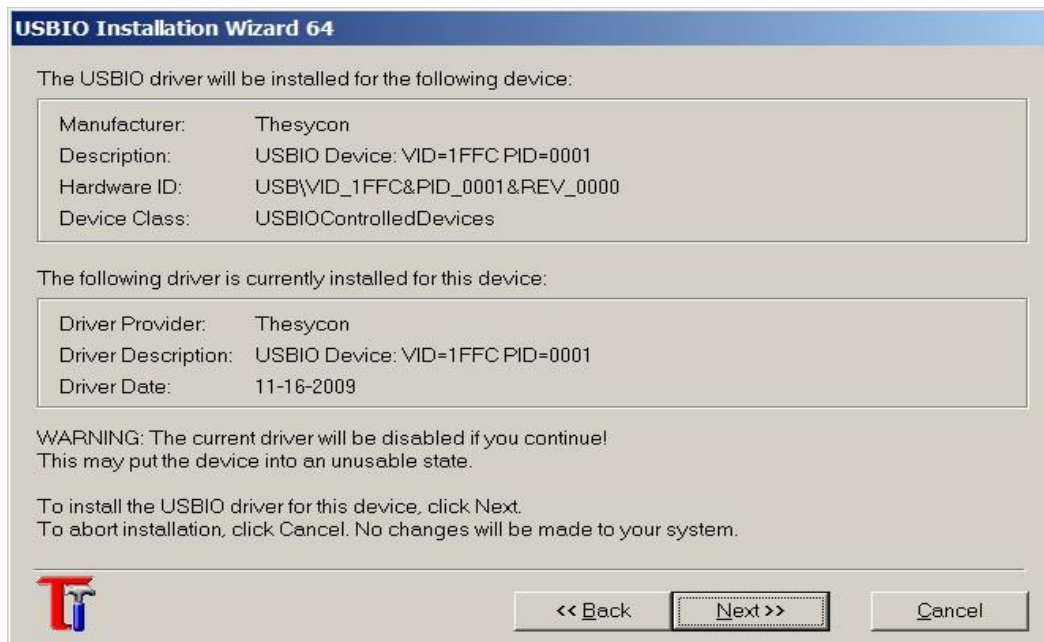 USBIO Installation Wizard 64
The USBIO driver will be installed for the following device:
Manufacturer: Thesycon
Description: USBIO Device: VID=1FFC PID=0001
Hardware ID: USB\VID_1FFC&PID_0001&REV_0000
Device Class: USBIOControlledDevices
The following driver is currently installed for this device:
Driver Provider: Thesycon
Driver Description: USBIO Device: VID=1FFC PID=0001
Driver Date: 11-16-2009
WARNING: The current driver will be disabled if you continue!
This may put the device into an unusable state.
To install the USBIO driver for this device, click Next.
To abort installation, click Cancel. No changes will be made to your system.
<< Back Next >> Cancel